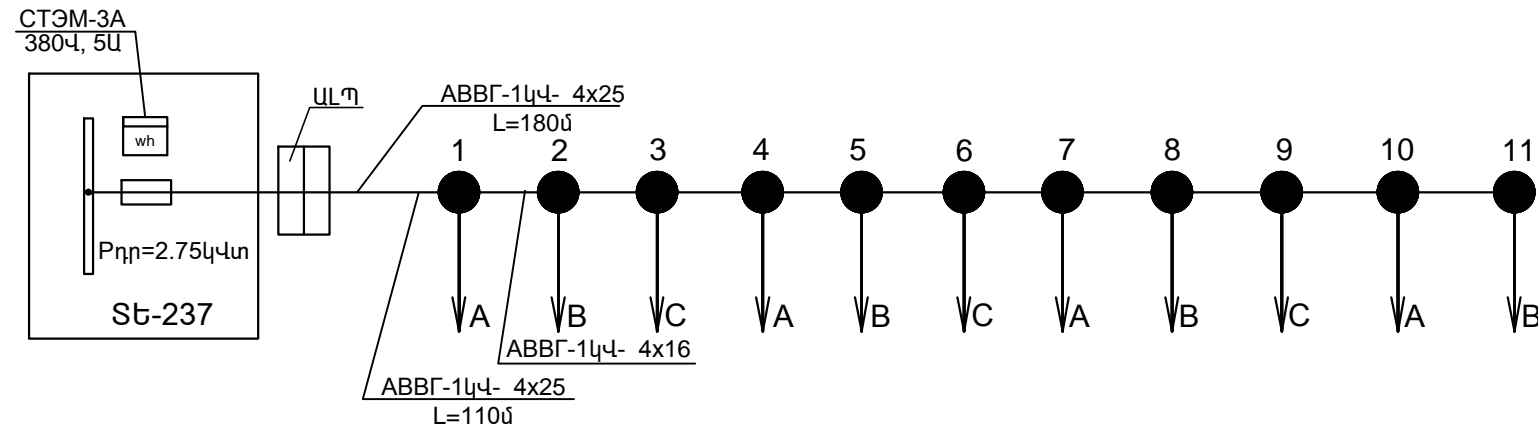 СТЭМ-3А
380Վ, 5Ա
wh
Pդր=2.75կՎտ
ՏԵ-237
ԱԼՊ
АВВГ-1կՎ- 4x25
L=180մ
1 2 3 4 5 6 7 8 9 10 11
A B C A B C A B C A B
АВВГ-1կՎ- 4x16
АВВГ-1կՎ- 4x25
L=110մ